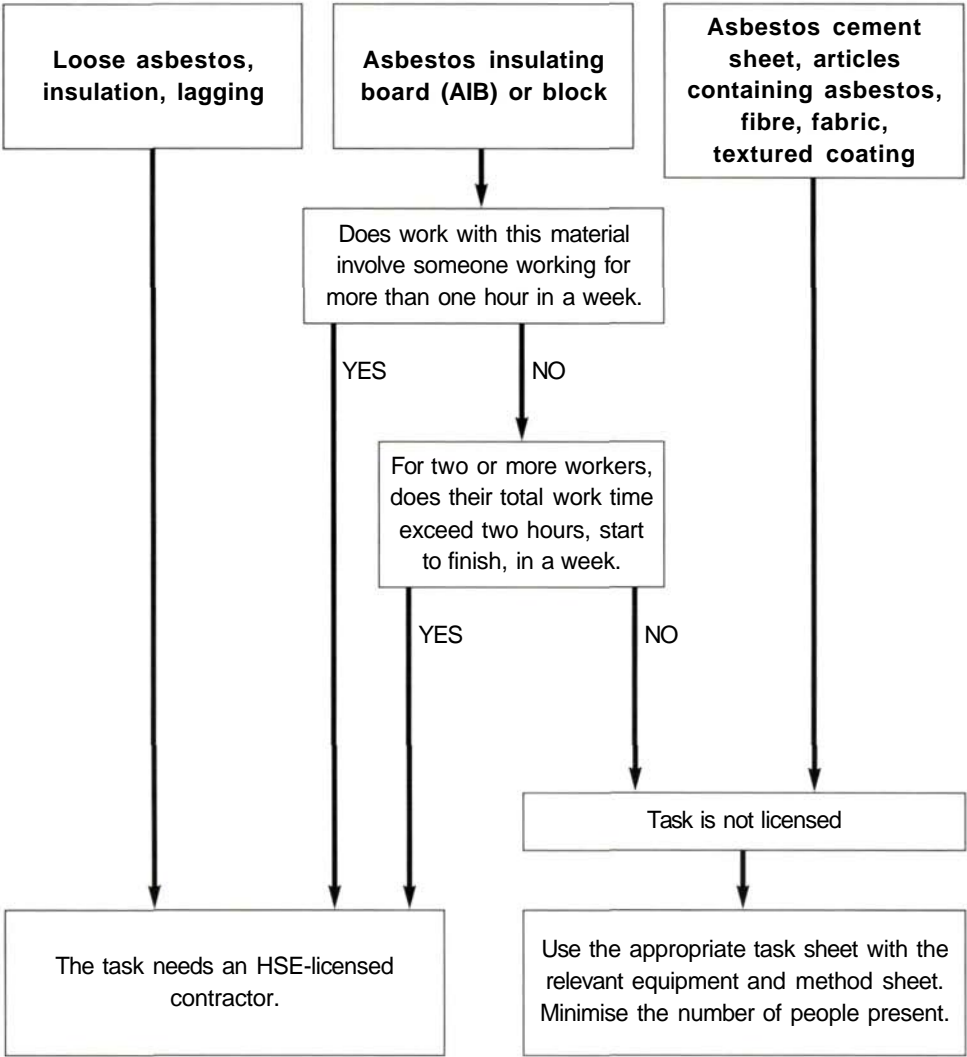 Loose asbestos,
insulation, lagging
Asbestos insulating
board (AIB) or block
Asbestos cement
sheet, articles
containing asbestos,
fibre, fabric,
textured coating
Does work with this material
involve someone working for
more than one hour in a week.
YES
NO
For two or more workers,
does their total work time
exceed two hours, start
to finish, in a week.
YES
NO
Task is not licensed
The task needs an HSE-licensed
contractor.
Use the appropriate task sheet with the
relevant equipment and method sheet.
Minimise the number of people present.